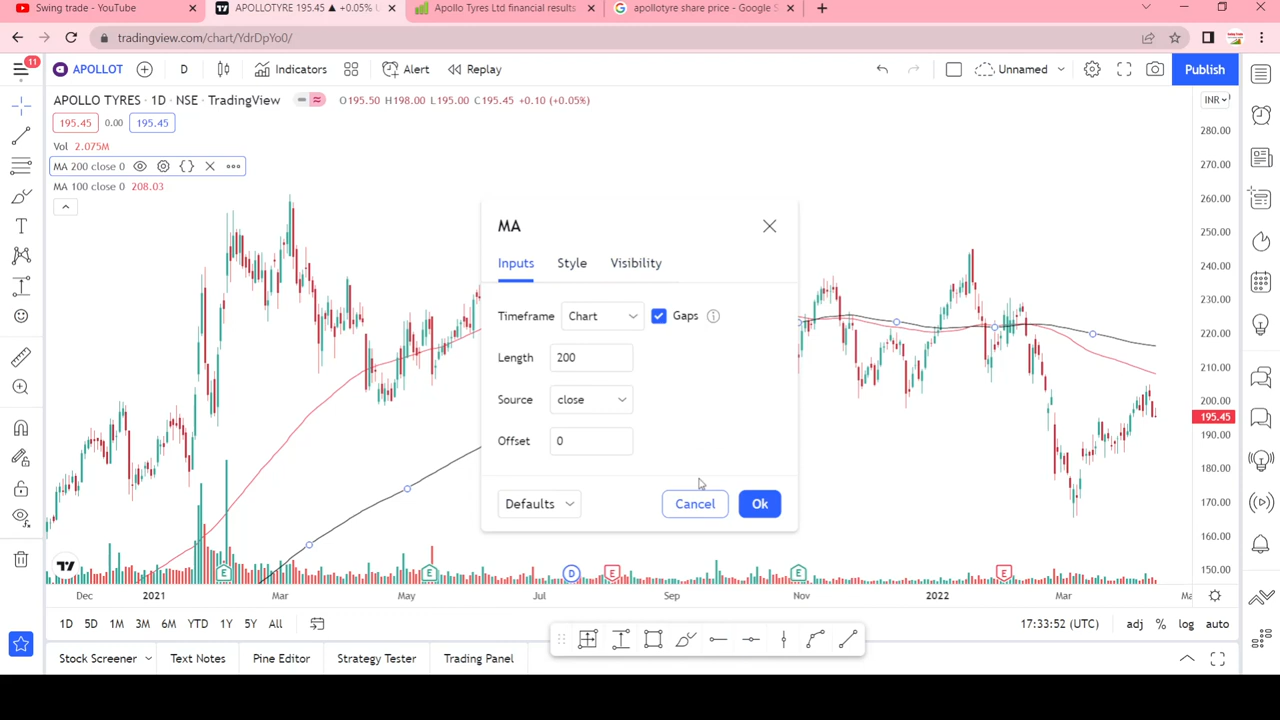 Swing trade - YouTube
APOLLOTYRE 195.45 ▲ +0.05%
Apollo Tyres Ltd financial results
apollotyre share price - Google S
tradingview.com/chart/YdrDpYo0/
11
APOLLOT
D
Indicators
Alert
Replay
Unnamed
Publish
APOLLO TYRES · 1D · NSE · TradingView
O195.50 H198.00 L195.00 C195.45 +0.10 (+0.05%)
INR
195.45 0.00 195.45
Vol 2.075M
MA 200 close 0
MA 100 close 0 208.03
MA
Inputs Style Visibility
Timeframe Chart Gaps
Length 200
Source close
Offset 0
Defaults Cancel Ok
280.00
270.00
260.00
250.00
240.00
230.00
220.00
210.00
200.00
195.45
190.00
180.00
170.00
160.00
150.00
E E D E E E
Dec 2021 Mar May Jul Sep Nov 2022 Mar Ma
1D 5D 1M 3M 6M YTD 1Y 5Y All
17:33:52 (UTC) adj % log auto
Stock Screener Text Notes Pine Editor Strategy Tester Trading Panel